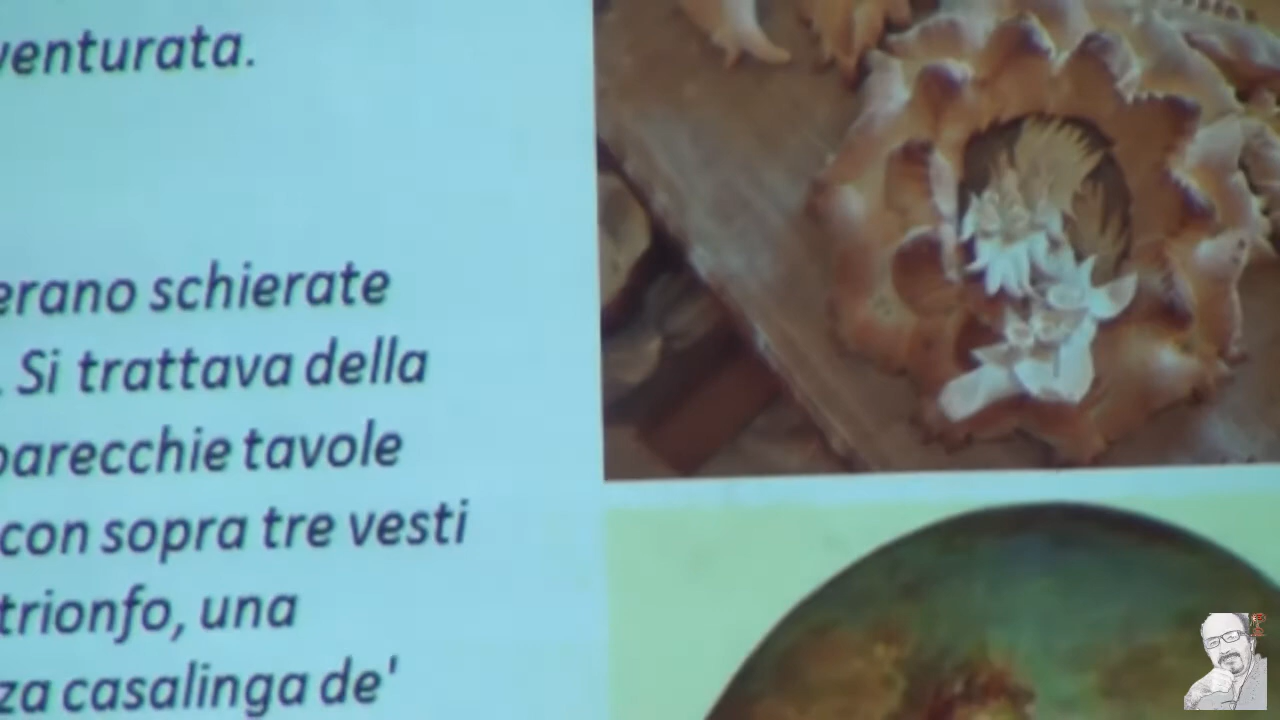 venturata.
erano schierate
. Si trattava della
parecchie tavole
con sopra tre vesti
trionfo, una
za casalinga de'